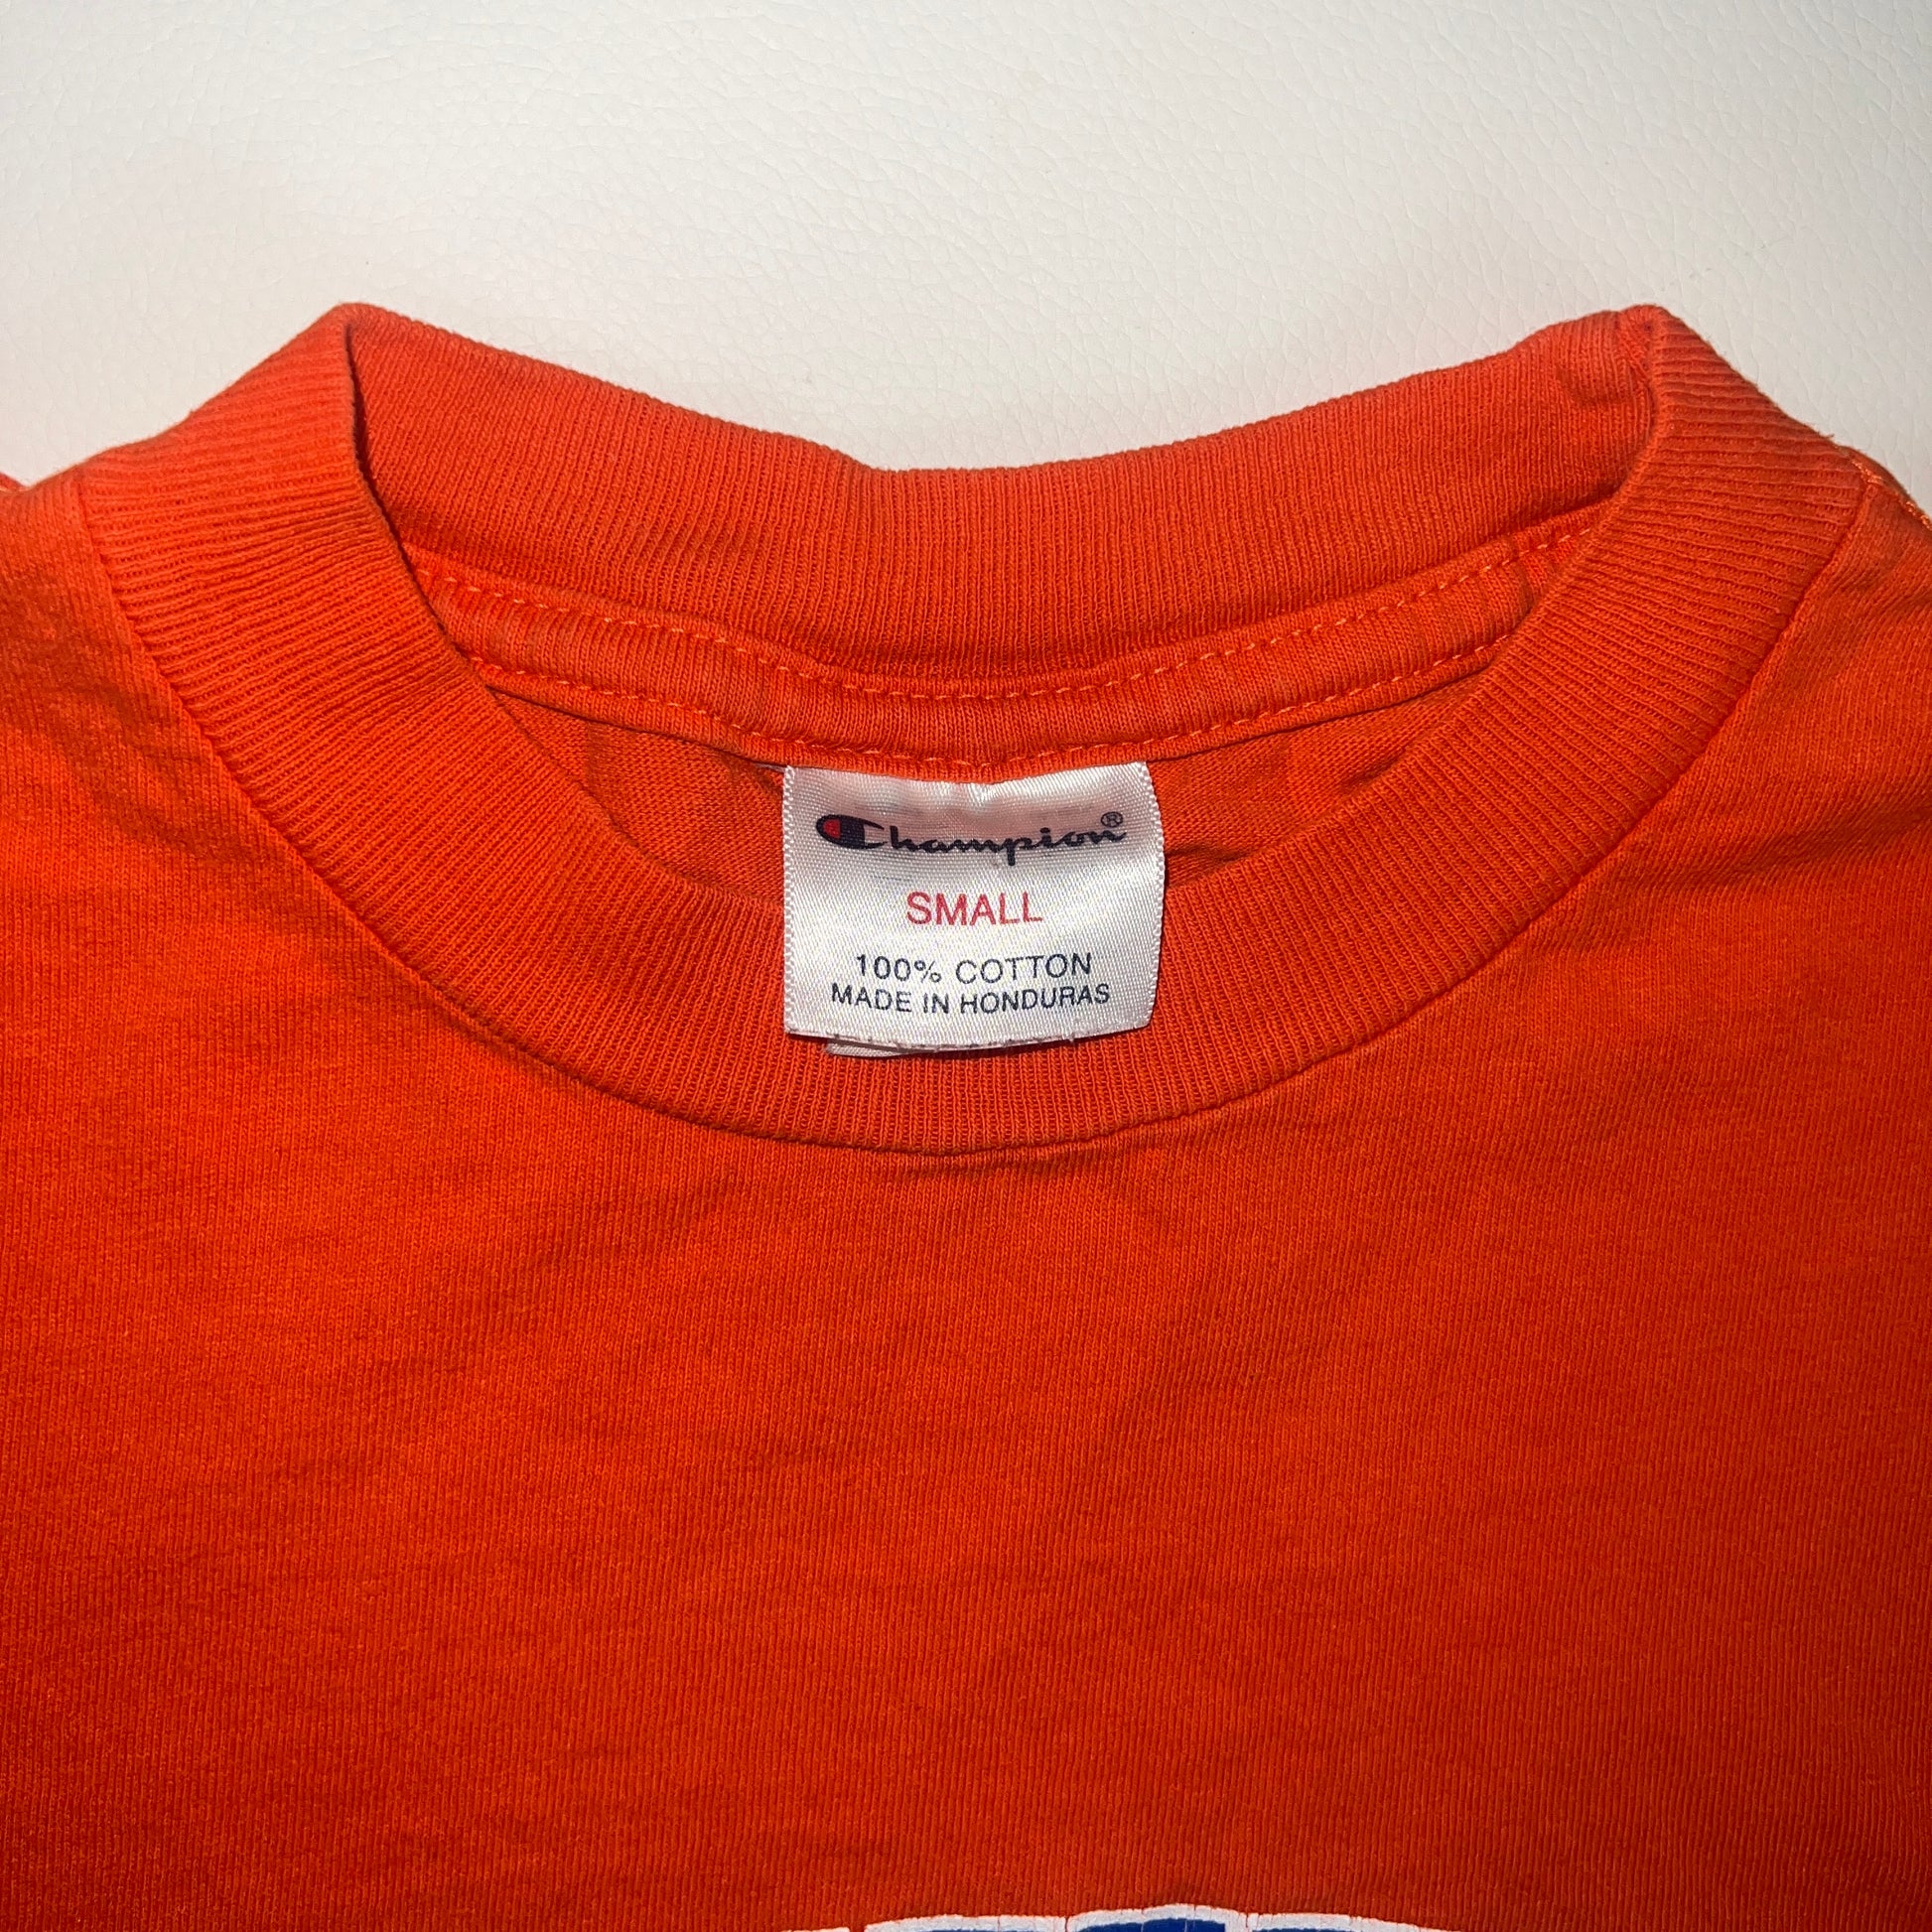 Champion®
SMALL
100% COTTON
MADE IN HONDURAS